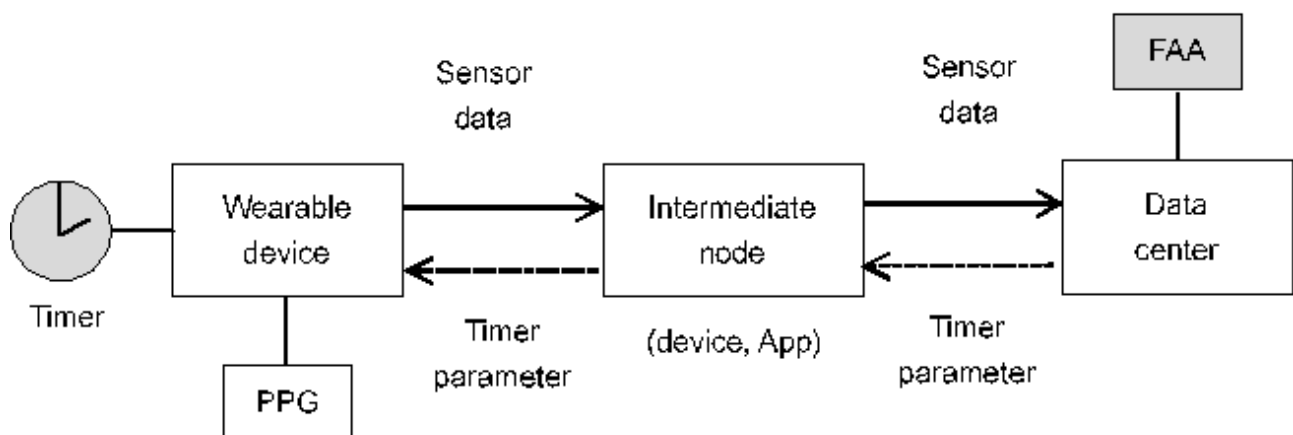 FAA
Sensor
data
Sensor
data
Wearable
device
Intermediate
node
Data
center
Timer
Timer
parameter
(device, App)
Timer
parameter
PPG